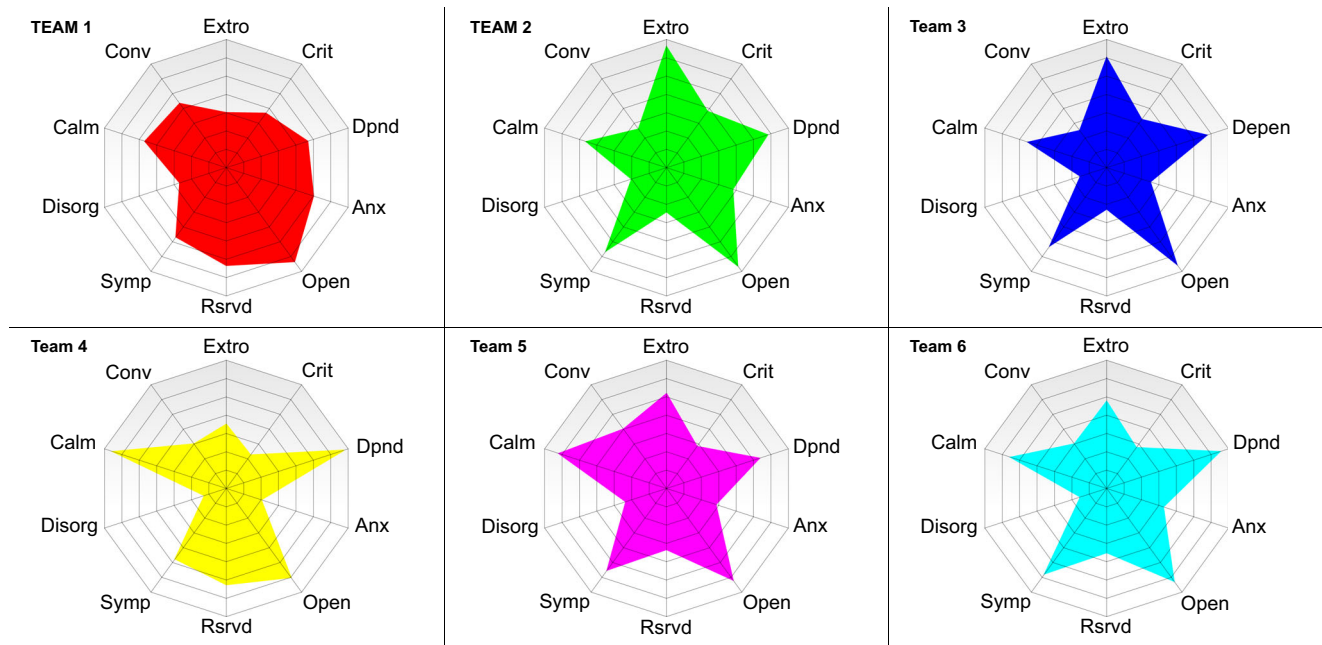 TEAM 1
Extro
Conv
Crit
Calm
Dpnd
Disorg
Anx
Symp
Open
Rsrvd
TEAM 2
Extro
Conv
Crit
Calm
Dpnd
Disorg
Anx
Symp
Open
Rsrvd
Team 3
Extro
Conv
Crit
Calm
Depen
Disorg
Anx
Symp
Open
Rsrvd
Team 4
Extro
Conv
Crit
Calm
Dpnd
Disorg
Anx
Symp
Open
Rsrvd
Team 5
Extro
Conv
Crit
Calm
Dpnd
Disorg
Anx
Symp
Open
Rsrvd
Team 6
Extro
Conv
Crit
Calm
Dpnd
Disorg
Anx
Symp
Open
Rsrvd